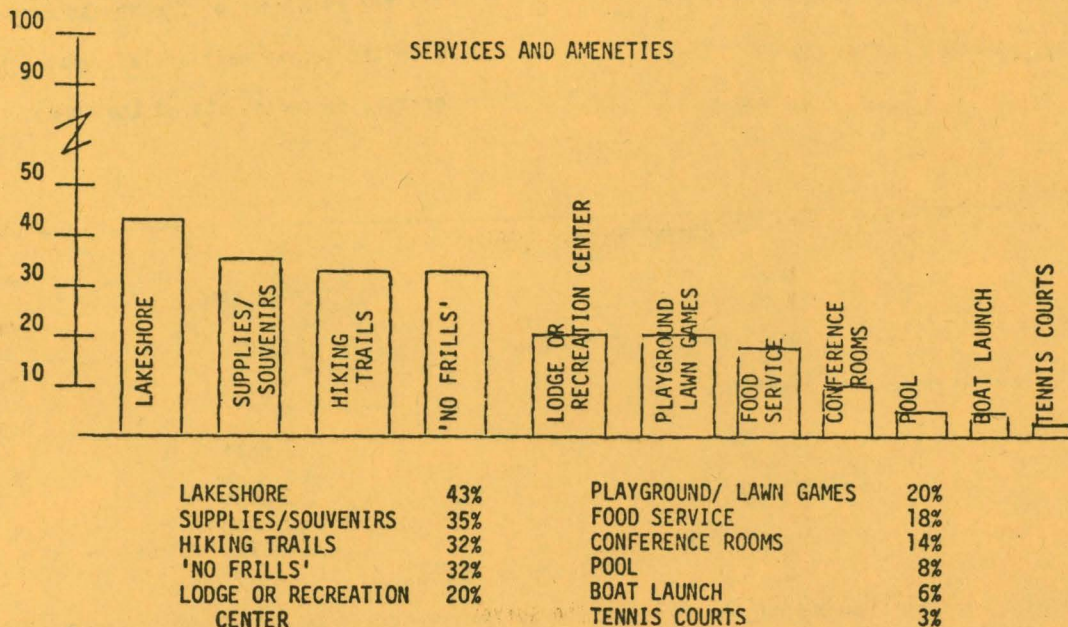 SERVICES AND AMENETIES
100
90
50
40
30
20
10
LAKESHORE
SUPPLIES/
SOUVENIRS
HIKING
TRAILS
'NO FRILLS'
LODGE OR
RECREATION CENTER
PLAYGROUND
LAWN GAMES
FOOD
SERVICE
CONFERENCE
ROOMS
POOL
BOAT LAUNCH
TENNIS COURTS
LAKESHORE 43%
SUPPLIES/SOUVENIRS 35%
HIKING TRAILS 32%
'NO FRILLS' 32%
LODGE OR RECREATION 20%
CENTER
PLAYGROUND/ LAWN GAMES 20%
FOOD SERVICE 18%
CONFERENCE ROOMS 14%
POOL 8%
BOAT LAUNCH 6%
TENNIS COURTS 3%